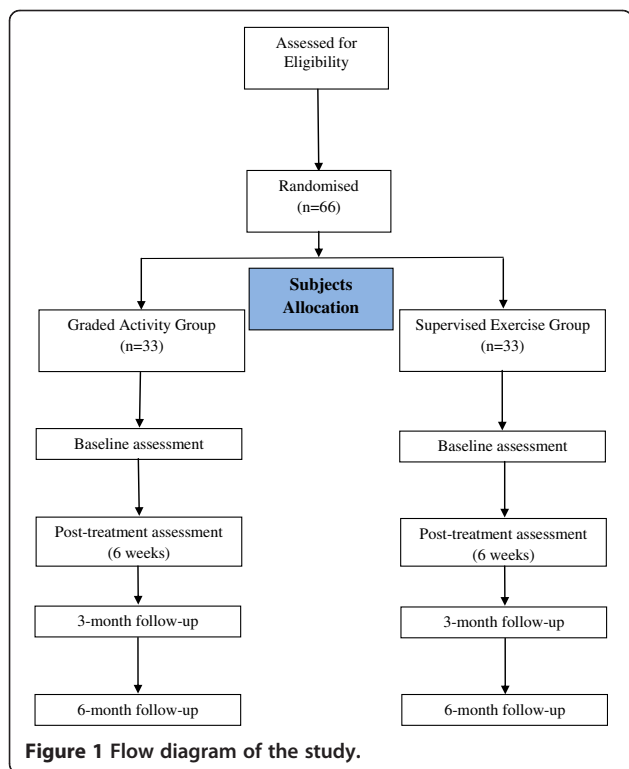 Assessed for
Eligibility
Randomised
(n=66)
Subjects
Allocation
Graded Activity Group
(n=33)
Supervised Exercise Group
(n=33)
Baseline assessment
Baseline assessment
Post-treatment assessment
(6 weeks)
Post-treatment assessment
(6 weeks)
3-month follow-up
3-month follow-up
6-month follow-up
6-month follow-up
Figure 1 Flow diagram of the study.